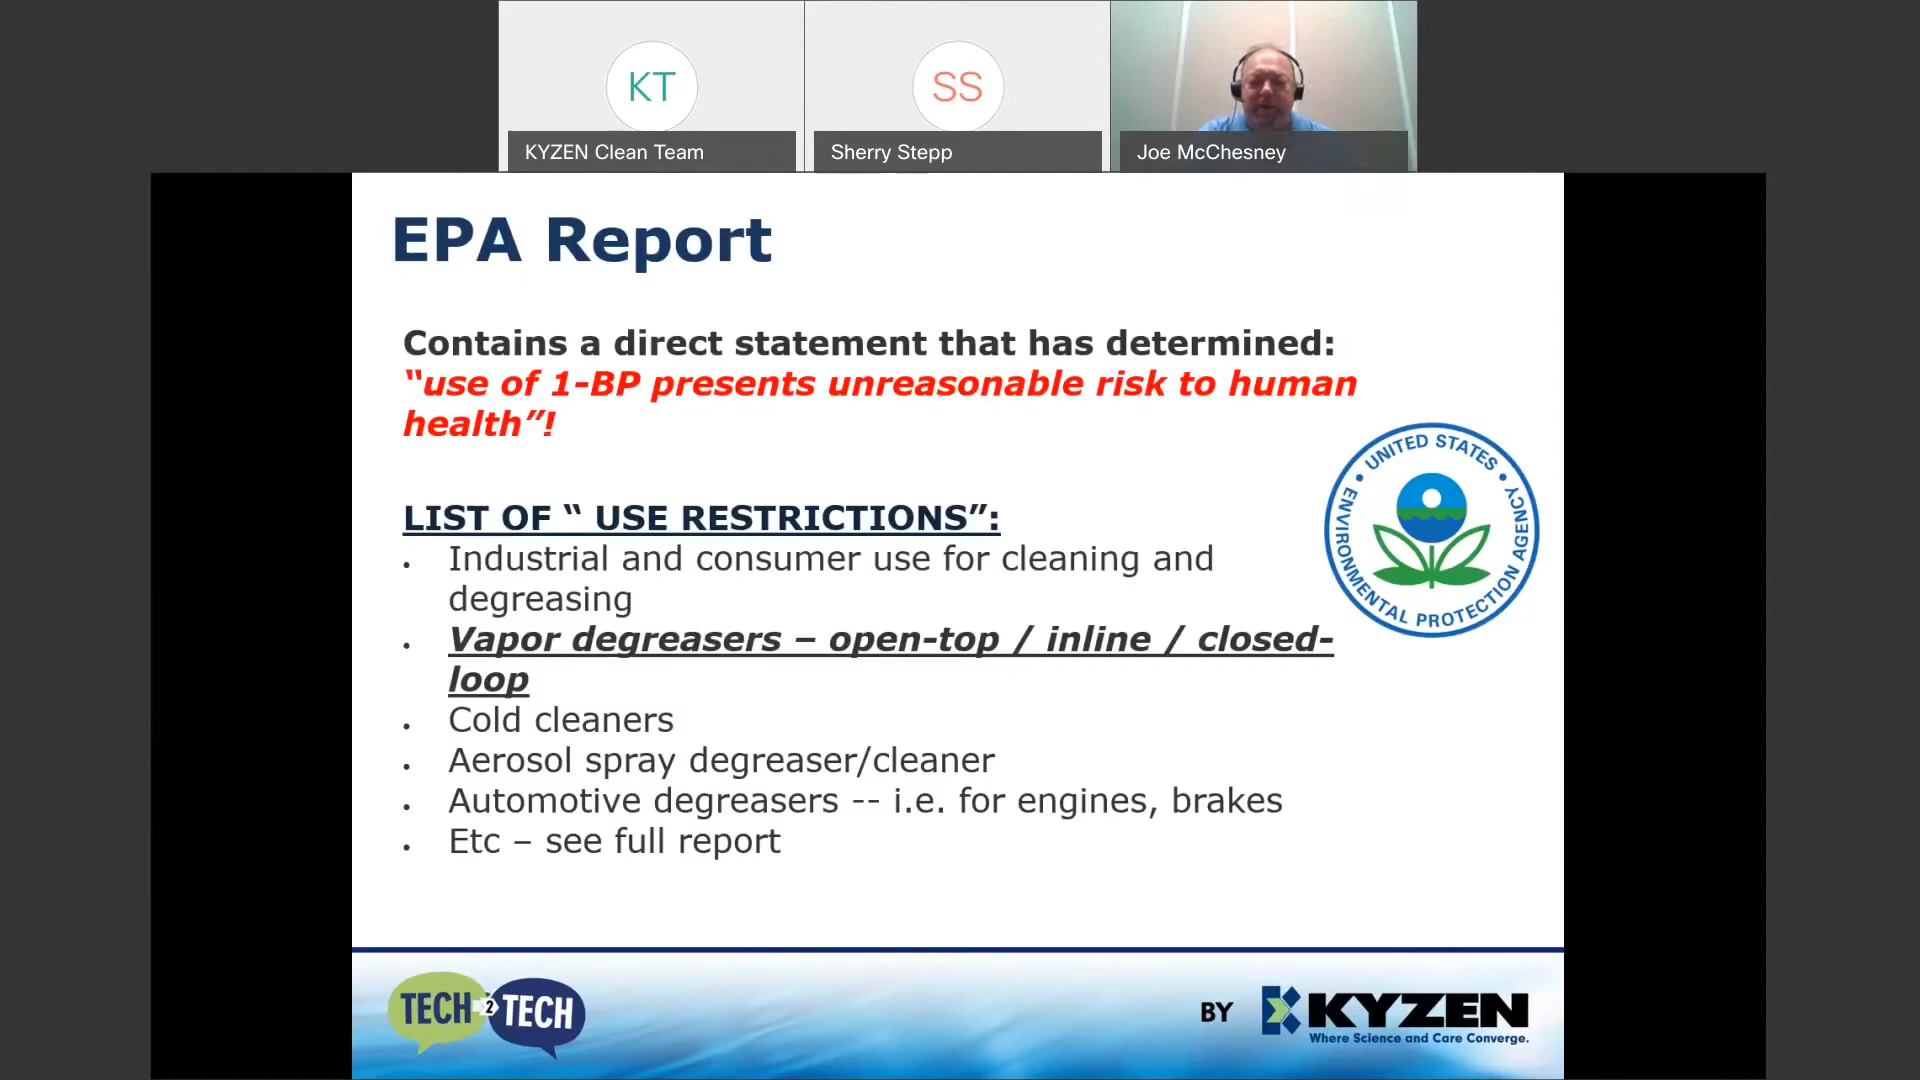 KT
SS
KYZEN Clean Team
Sherry Stepp
Joe McChesney
EPA Report
Contains a direct statement that has determined:
“use of 1-BP presents unreasonable risk to human
health”!
LIST OF “ USE RESTRICTIONS”:
• Industrial and consumer use for cleaning and
degreasing
• Vapor degreasers – open-top / inline / closed-
loop
• Cold cleaners
• Aerosol spray degreaser/cleaner
• Automotive degreasers -- i.e. for engines, brakes
• Etc – see full report
• UNITED STATES •
ENVIRONMENTAL PROTECTION AGENCY
TECH 2 TECH
BY KYZEN
Where Science and Care Converge.